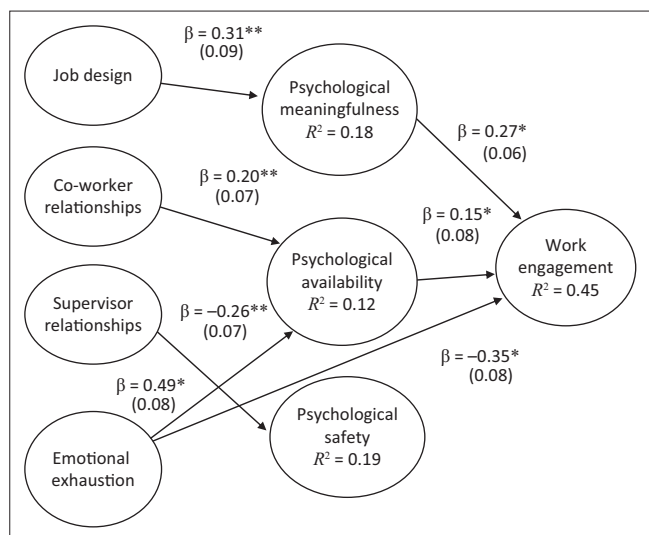 β = 0.31**
(0.09)
Job design
Psychological
meaningfulness
R² = 0.18
β = 0.27*
(0.06)
Co-worker
relationships
β = 0.20**
(0.07)
β = 0.15*
(0.08)
Psychological
availability
R² = 0.12
Work
engagement
R² = 0.45
Supervisor
relationships
β = –0.26**
(0.07)
β = –0.35*
(0.08)
β = 0.49*
(0.08)
Psychological
safety
R² = 0.19
Emotional
exhaustion